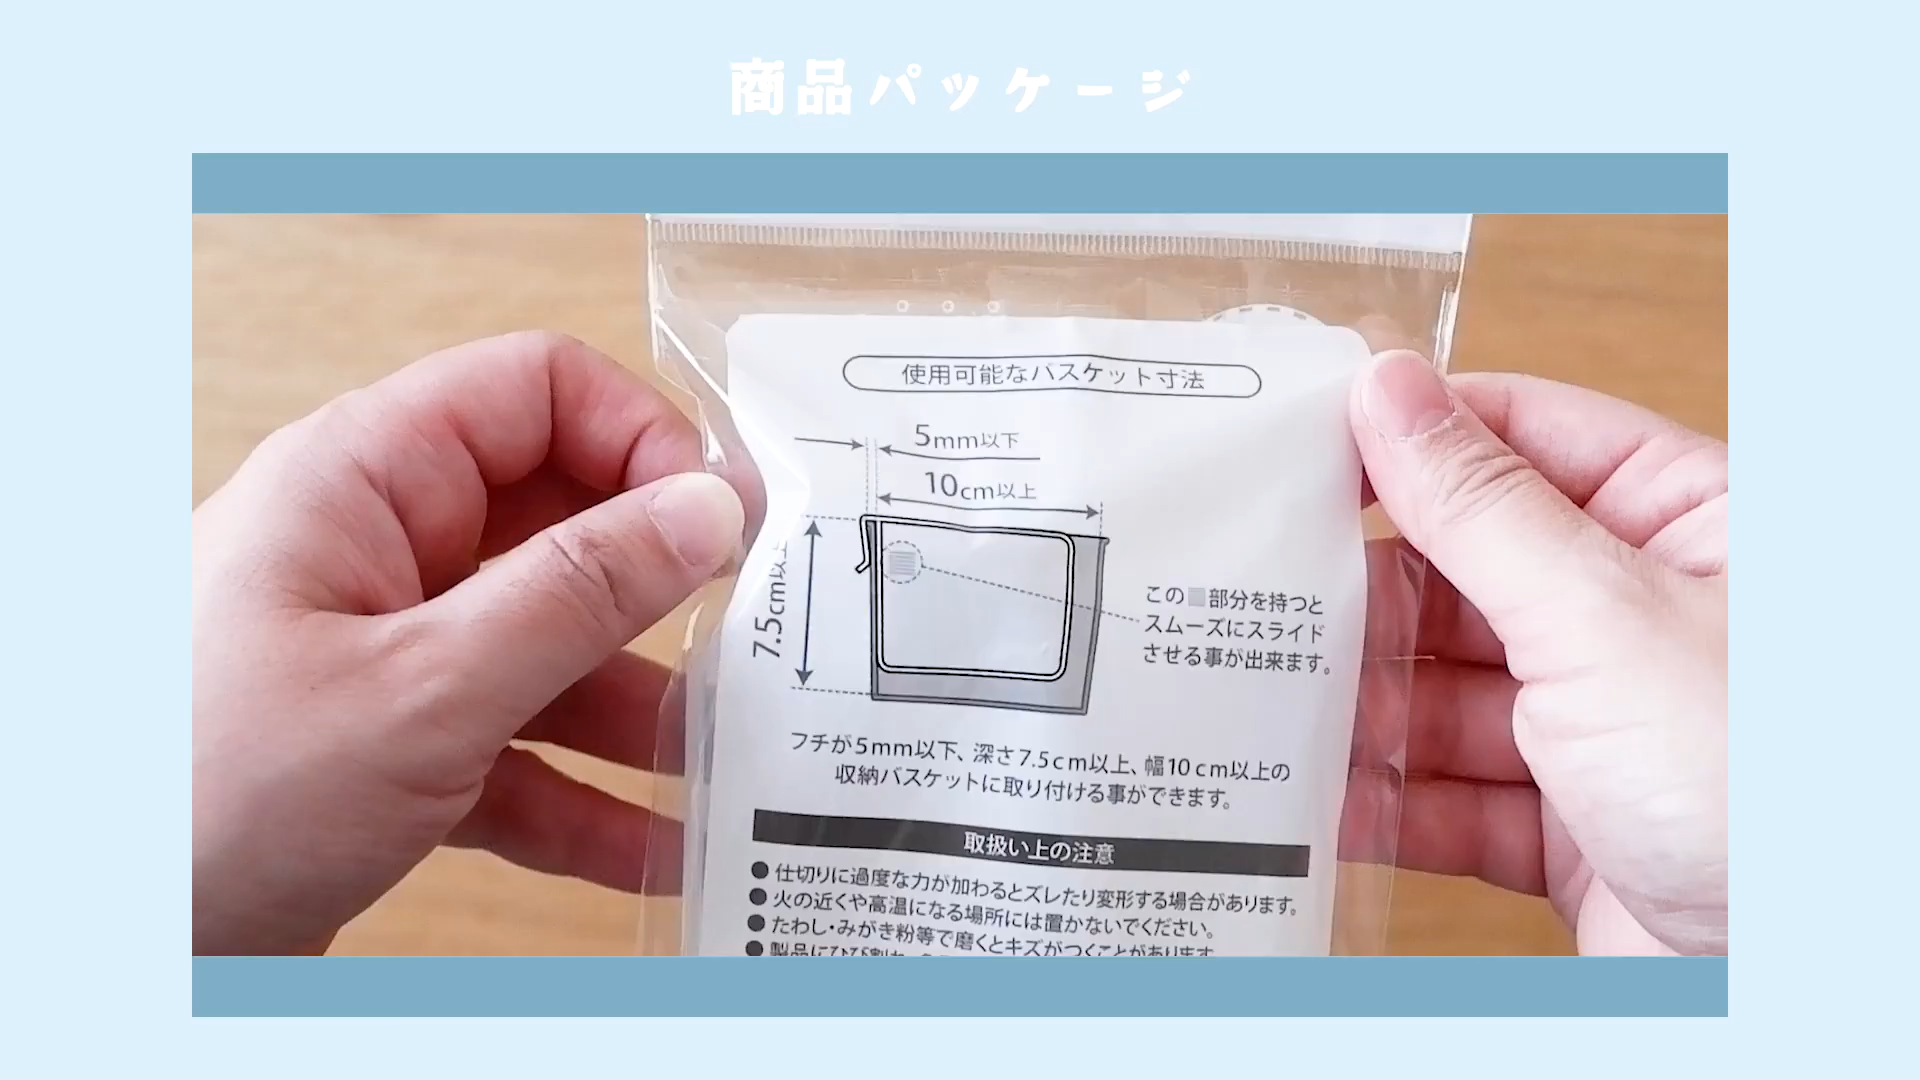 商品パッケージ
使用可能なバスケット寸法
5mm以下
10cm以上
7.5cm以上
この■部分を持つと
スムーズにスライド
させる事が出来ます。
フチが5mm以下、深さ7.5cm以上、幅10cm以上の
収納バスケットに取り付ける事ができます。
取扱い上の注意
●仕切りに過度な力が加わるとズレたり変形する場合があります。
●火の近くや高温になる場所には置かないでください。
●たわし・みがき粉等で磨くとキズがつくことがあります
●製品にひび割れ